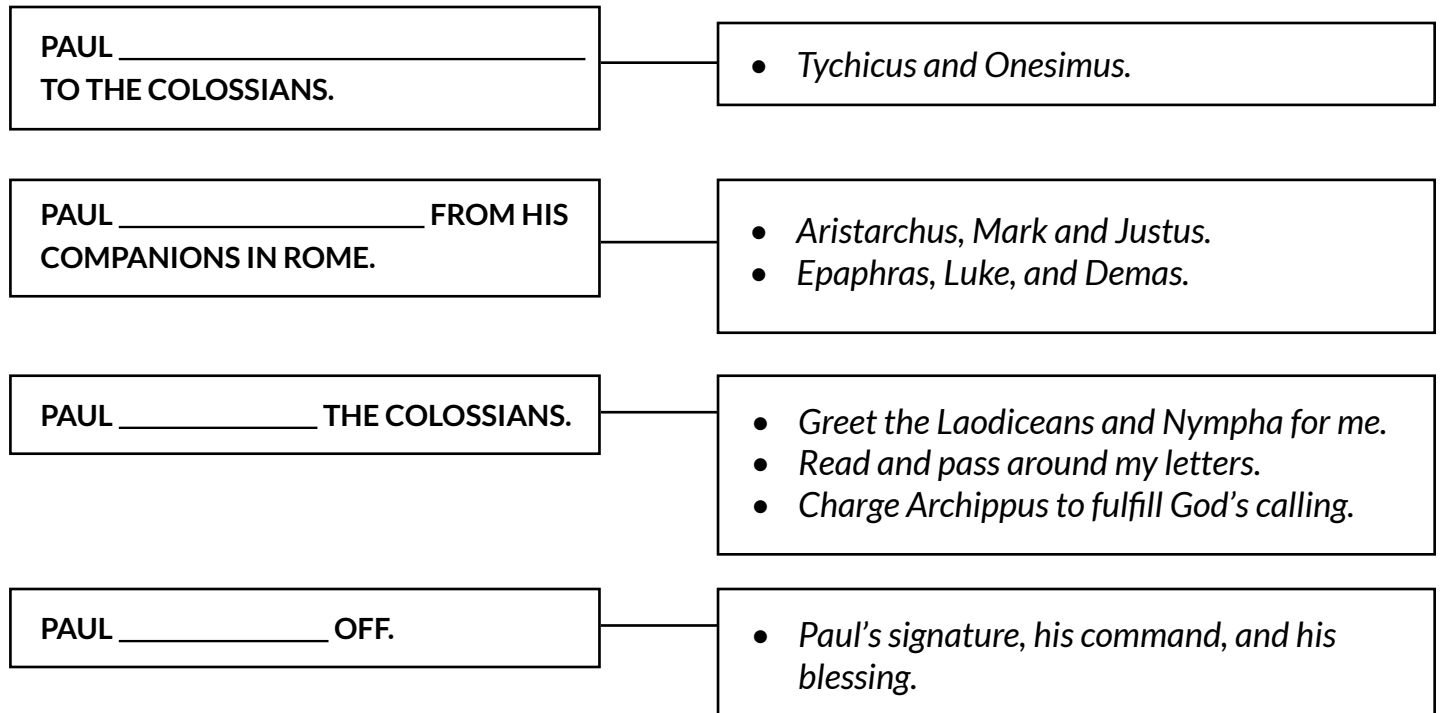 PAUL ______________________________
TO THE COLOSSIANS.
• Tychicus and Onesimus.
PAUL ____________________ FROM HIS
COMPANIONS IN ROME.
• Aristarchus, Mark and Justus.
• Epaphras, Luke, and Demas.
PAUL _____________ THE COLOSSIANS.
• Greet the Laodiceans and Nympha for me.
• Read and pass around my letters.
• Charge Archippus to fulfill God’s calling.
PAUL ______________ OFF.
• Paul’s signature, his command, and his
blessing.